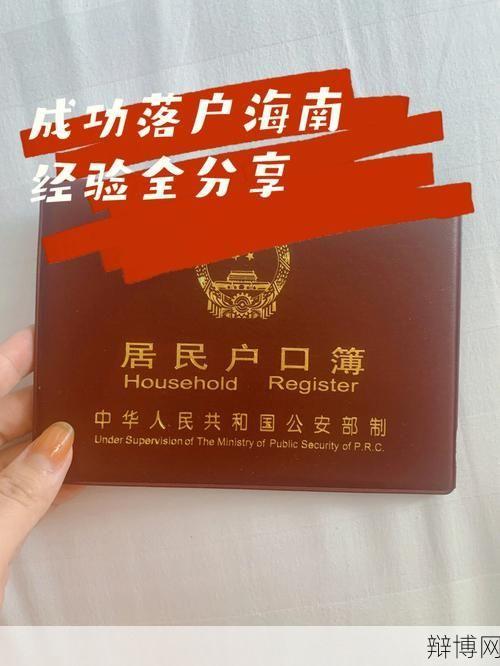 成功落户海南
经验全分享
居民户口簿
Household Register
中华人民共和国公安部制
Under Supervision of The Ministry of Public Security of P.R.C.
辩博网